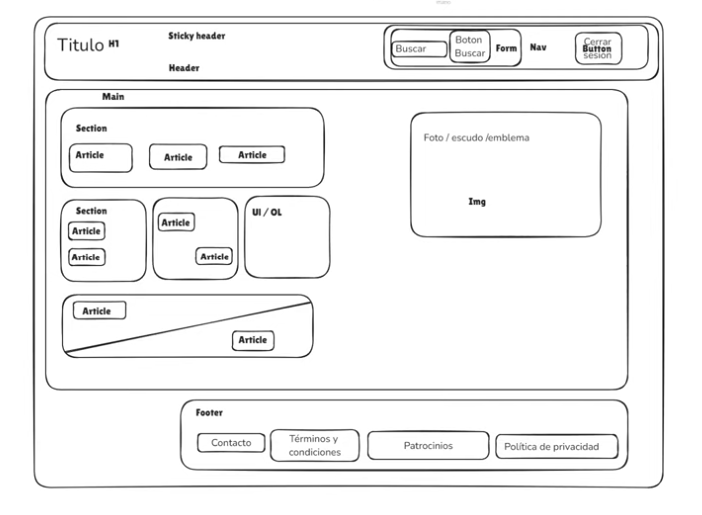 Titulo H1
Sticky header
Header
Buscar
Boton
Buscar
Form
Nav
Cerrar
Button
sesión
Main
Section
Article
Article
Article
Foto / escudo /emblema
Img
Section
Article
Article
Article
Article
Ul / OL
Article
Article
Footer
Contacto
Términos y
condiciones
Patrocinios
Política de privacidad